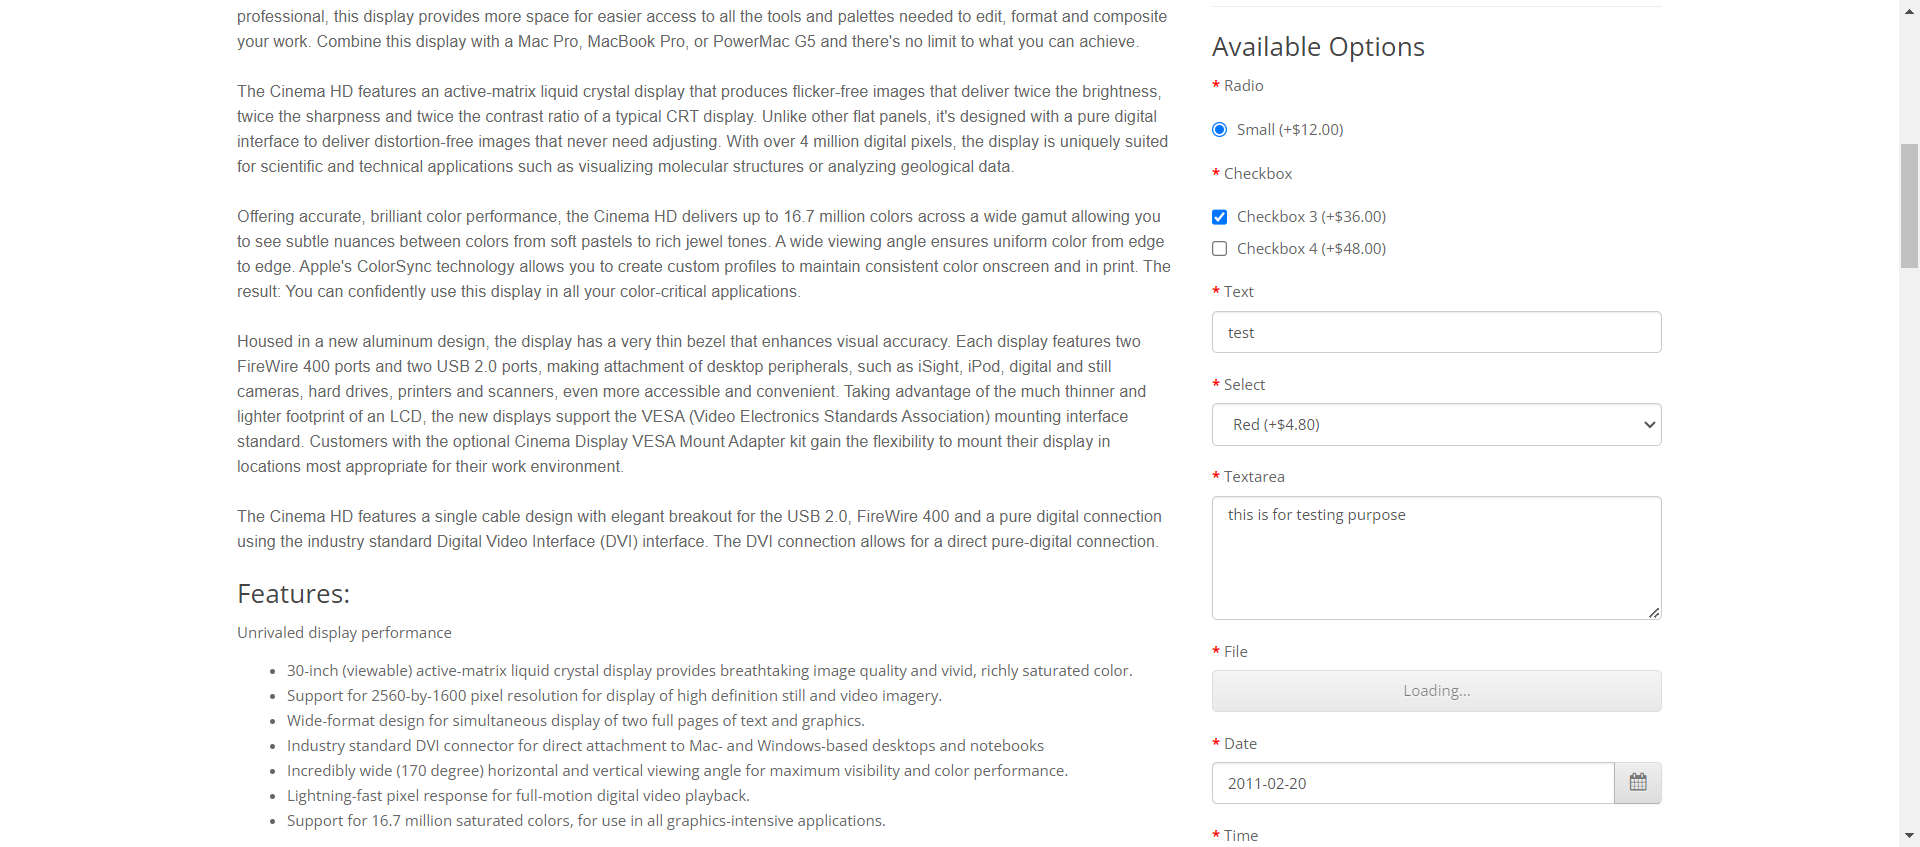 professional, this display provides more space for easier access to all the tools and palettes needed to edit, format and composite
your work. Combine this display with a Mac Pro, MacBook Pro, or PowerMac G5 and there's no limit to what you can achieve.
The Cinema HD features an active-matrix liquid crystal display that produces flicker-free images that deliver twice the brightness,
twice the sharpness and twice the contrast ratio of a typical CRT display. Unlike other flat panels, it's designed with a pure digital
interface to deliver distortion-free images that never need adjusting. With over 4 million digital pixels, the display is uniquely suited
for scientific and technical applications such as visualizing molecular structures or analyzing geological data.
Offering accurate, brilliant color performance, the Cinema HD delivers up to 16.7 million colors across a wide gamut allowing you
to see subtle nuances between colors from soft pastels to rich jewel tones. A wide viewing angle ensures uniform color from edge
to edge. Apple's ColorSync technology allows you to create custom profiles to maintain consistent color onscreen and in print. The
result: You can confidently use this display in all your color-critical applications.
Housed in a new aluminum design, the display has a very thin bezel that enhances visual accuracy. Each display features two
FireWire 400 ports and two USB 2.0 ports, making attachment of desktop peripherals, such as iSight, iPod, digital and still
cameras, hard drives, printers and scanners, even more accessible and convenient. Taking advantage of the much thinner and
lighter footprint of an LCD, the new displays support the VESA (Video Electronics Standards Association) mounting interface
standard. Customers with the optional Cinema Display VESA Mount Adapter kit gain the flexibility to mount their display in
locations most appropriate for their work environment.
The Cinema HD features a single cable design with elegant breakout for the USB 2.0, FireWire 400 and a pure digital connection
using the industry standard Digital Video Interface (DVI) interface. The DVI connection allows for a direct pure-digital connection.
Features:
Unrivaled display performance
• 30-inch (viewable) active-matrix liquid crystal display provides breathtaking image quality and vivid, richly saturated color.
• Support for 2560-by-1600 pixel resolution for display of high definition still and video imagery.
• Wide-format design for simultaneous display of two full pages of text and graphics.
• Industry standard DVI connector for direct attachment to Mac- and Windows-based desktops and notebooks
• Incredibly wide (170 degree) horizontal and vertical viewing angle for maximum visibility and color performance.
• Lightning-fast pixel response for full-motion digital video playback.
• Support for 16.7 million saturated colors, for use in all graphics-intensive applications.
Available Options
* Radio
Small (+$12.00)
* Checkbox
Checkbox 3 (+$36.00)
Checkbox 4 (+$48.00)
* Text
test
* Select
Red (+$4.80)
* Textarea
this is for testing purpose
* File
Loading...
* Date
2011-02-20
* Time